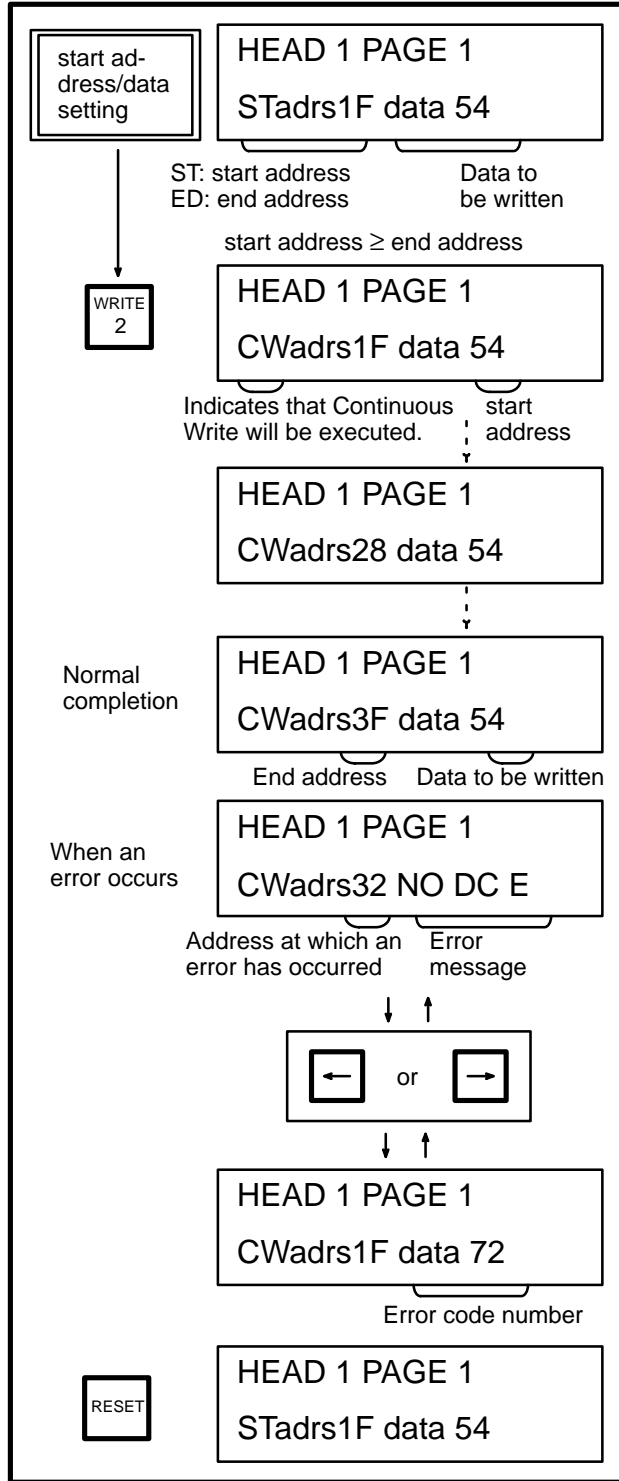 start ad-
dress/data
setting
HEAD 1 PAGE 1
STadrs1F data 54
ST: start address
ED: end address
Data to
be written
start address ≥ end address
WRITE
2
HEAD 1 PAGE 1
CWadrs1F data 54
Indicates that Continuous
Write will be executed.
start
address
HEAD 1 PAGE 1
CWadrs28 data 54
Normal
completion
HEAD 1 PAGE 1
CWadrs3F data 54
End address
Data to be written
When an
error occurs
HEAD 1 PAGE 1
CWadrs32 NO DC E
Address at which an
error has occurred
Error
message
or
HEAD 1 PAGE 1
CWadrs1F data 72
Error code number
RESET
HEAD 1 PAGE 1
STadrs1F data 54